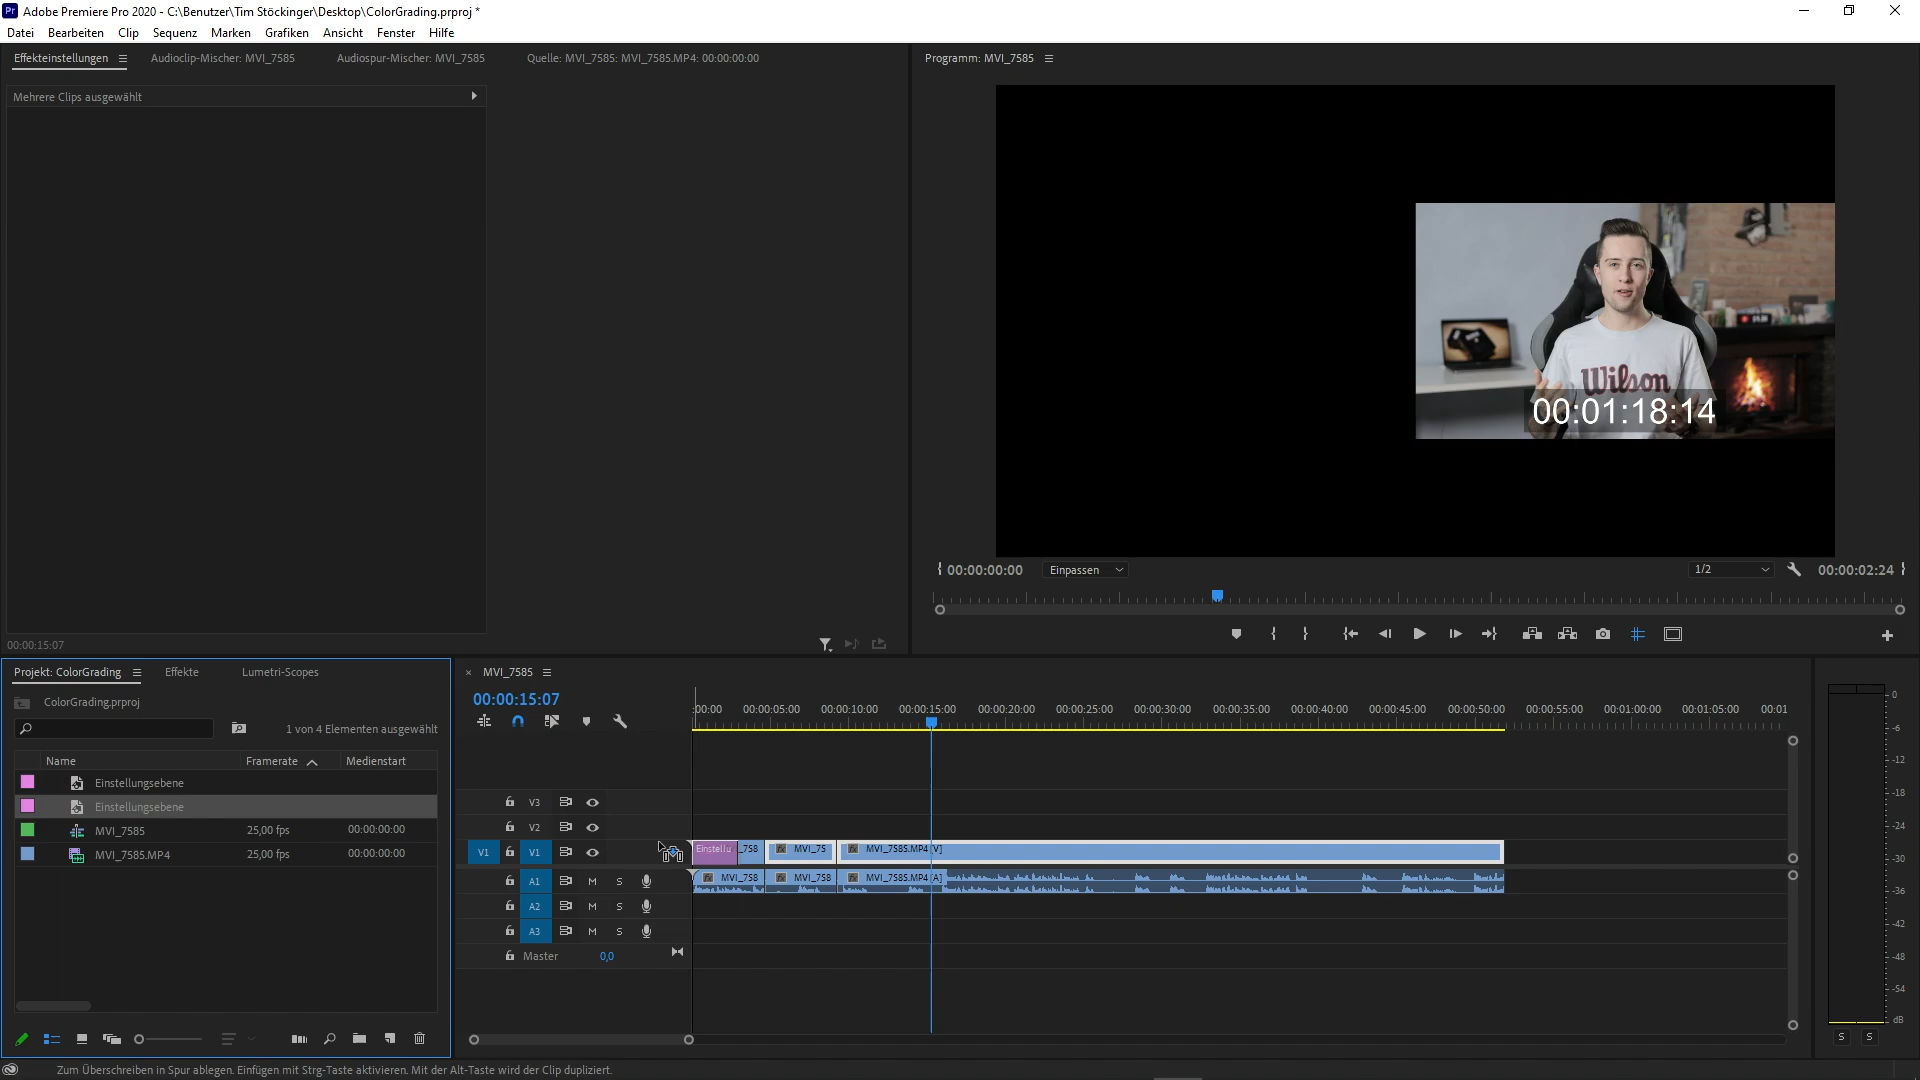 Pr Adobe Premiere Pro 2020 - C:\Benutzer\Tim Stöckinger\Desktop\ColorGrading.prproj *
Datei Bearbeiten Clip Sequenz Marken Grafiken Ansicht Fenster Hilfe
Effekteinstellungen Audioclip-Mischer: MVI_7585 Audiospur-Mischer: MVI_7585 Quelle: MVI_7585: MVI_7585.MP4: 00:00:00:00
Programm: MVI_7585
Mehrere Clips ausgewählt
Wilson
00:01:18:14
00:00:00:00 Einpassen 1/2 00:00:02:24
00:00:15:07
Projekt: ColorGrading Effekte Lumetri-Scopes
ColorGrading.prproj
1 von 4 Elementen ausgewählt
Name Framerate Medienstart
Einstellungsebene
Einstellungsebene
MVI_7585 25,00 fps 00:00:00:00
MVI_7585.MP4 25,00 fps 00:00:00:00
× MVI_7585
00:00:15:07
:00:00 00:00:05:00 00:00:10:00 00:00:15:00 00:00:20:00 00:00:25:00 00:00:30:00 00:00:35:00 00:00:40:00 00:00:45:00 00:00:50:00 00:00:55:00 00:01:00:00 00:01:05:00 00:01
V3
V2
V1 V1 Einstellu _758 fx MVI_75 fx MVI_7585.MP4 [V]
A1 M S fx MVI_758 fx MVI_758 fx MVI_7585.MP4 [A]
A2 M S
A3 M S
Master 0,0
0
-6
-12
-18
-24
-30
-36
-42
-48
-54
dB
S S
Zum Überschreiben in Spur ablegen. Einfügen mit Strg-Taste aktivieren. Mit der Alt-Taste wird der Clip dupliziert.